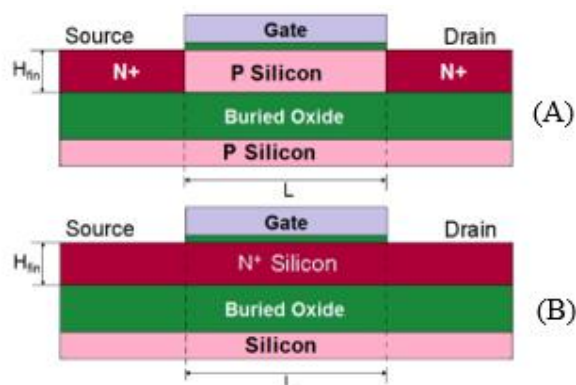 Source Gate Drain
H_fin N+ P Silicon N+
Buried Oxide (A)
P Silicon
L
Source Gate Drain
H_fin N⁺ Silicon
Buried Oxide (B)
Silicon
L